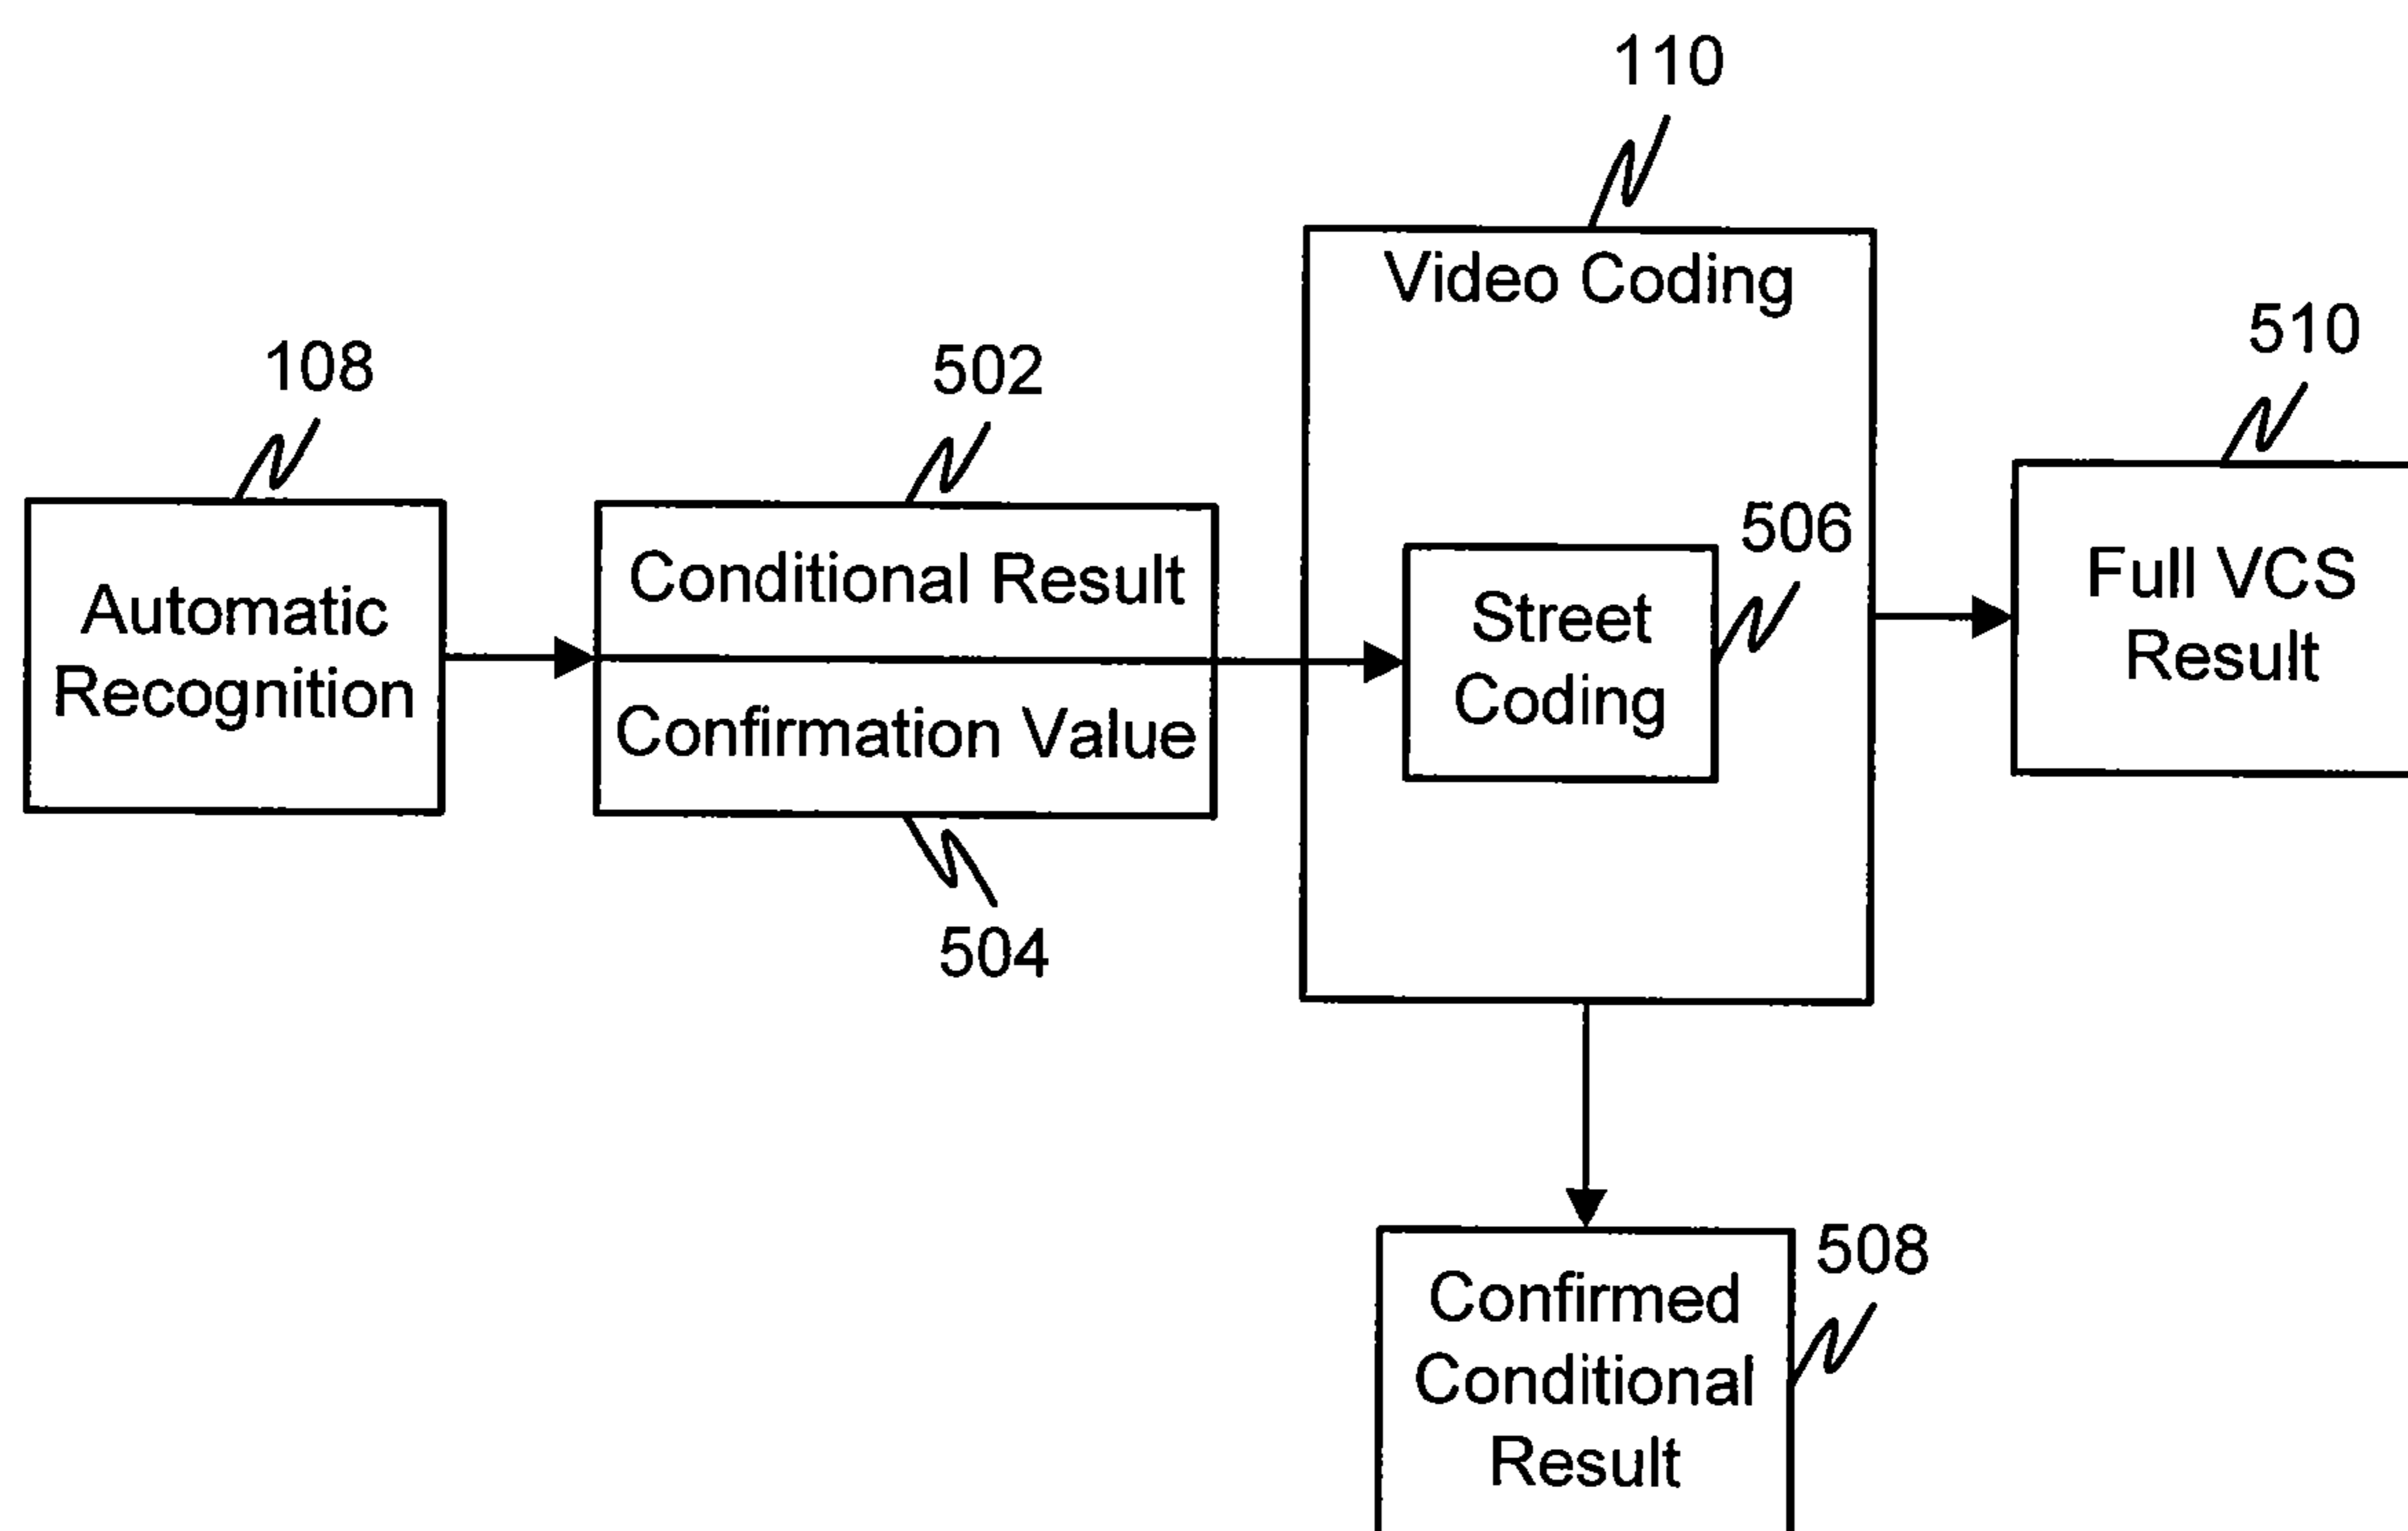 110
Video Coding
510
108
502
506
Full VCS
Result
Conditional Result
Street
Coding
Automatic
Recognition
Confirmation Value
504
508
Confirmed
Conditional
Result